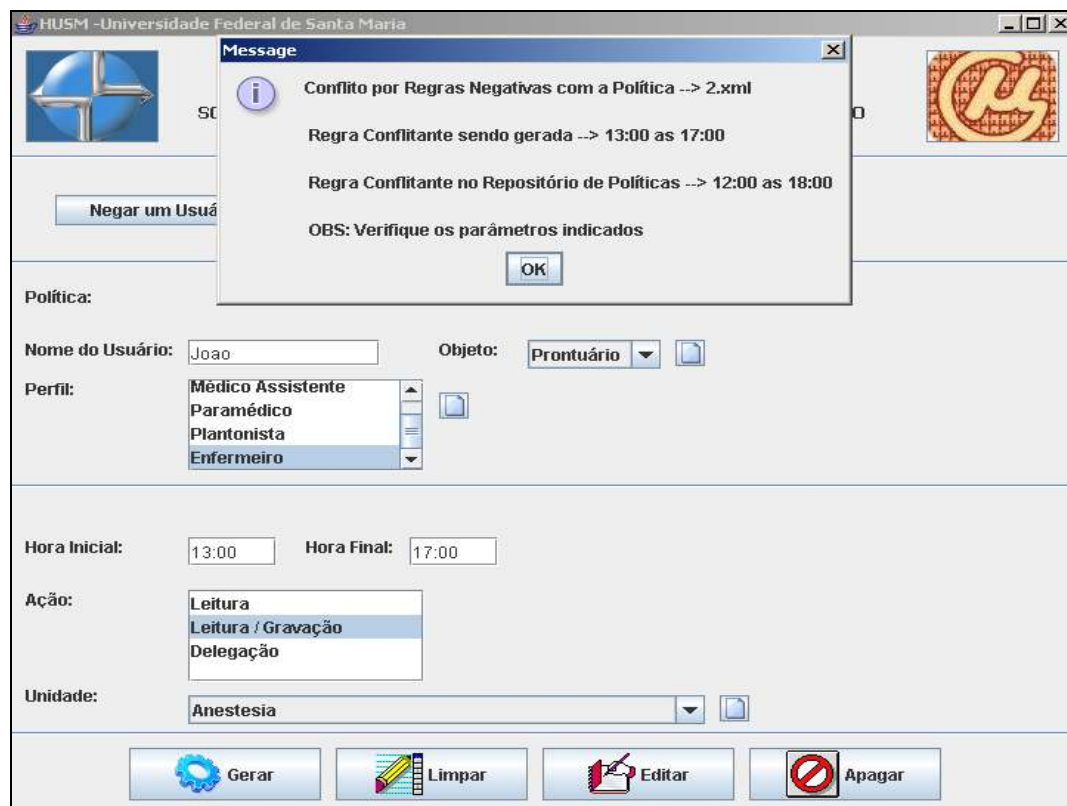 HUSM -Universidade Federal de Santa Maria
Message
Conflito por Regras Negativas com a Política --> 2.xml
Regra Conflitante sendo gerada --> 13:00 as 17:00
Regra Conflitante no Repositório de Políticas --> 12:00 as 18:00
OBS: Verifique os parâmetros indicados
OK
Negar um Usuá
Política:
Nome do Usuário: Joao Objeto: Prontuário
Perfil:
Médico Assistente
Paramédico
Plantonista
Enfermeiro
Hora Inicial: 13:00 Hora Final: 17:00
Ação:
Leitura
Leitura / Gravação
Delegação
Unidade: Anestesia
Gerar Limpar Editar Apagar